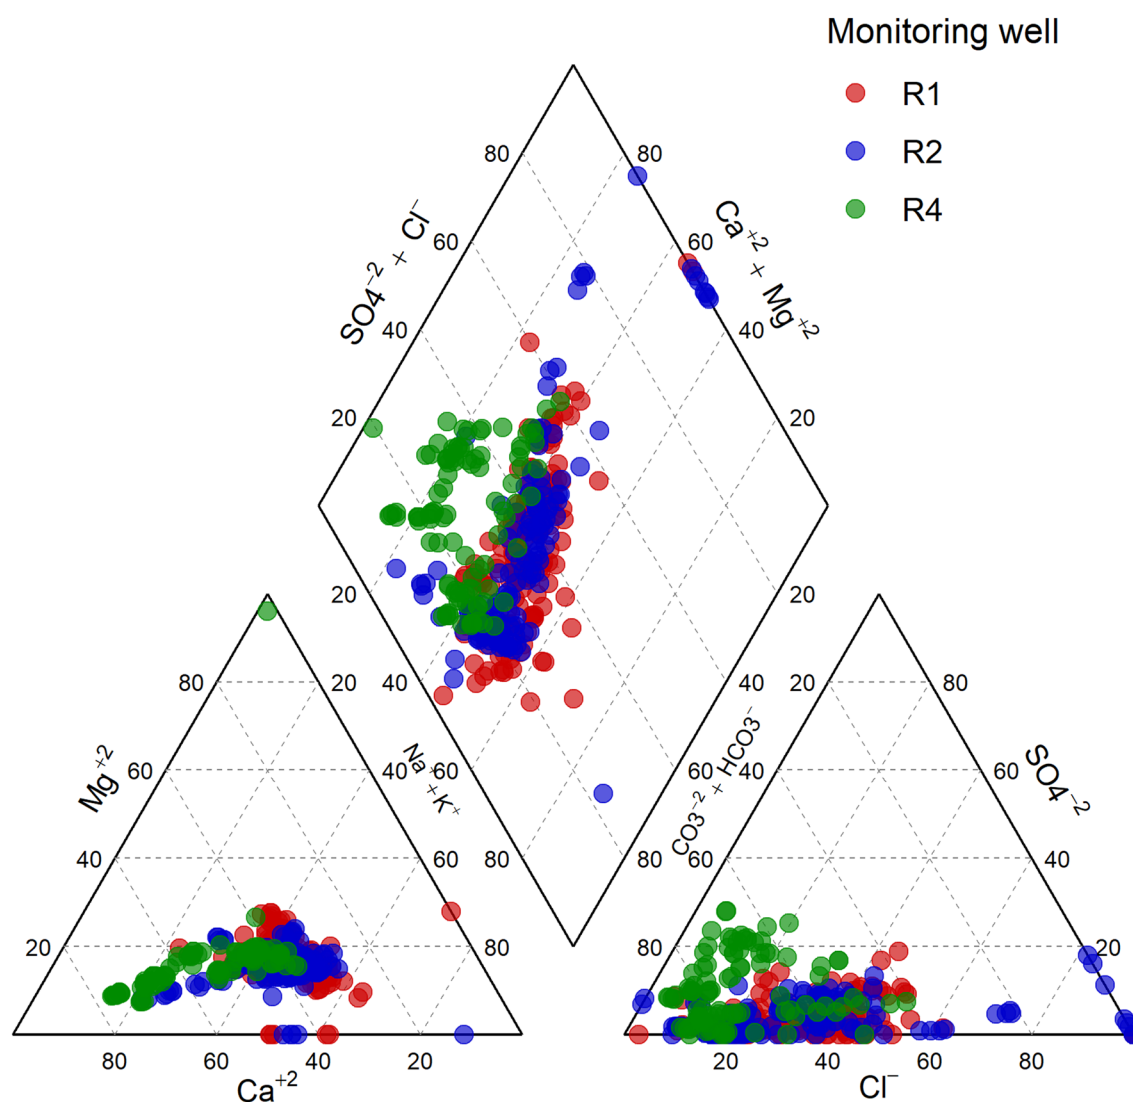 Monitoring well
R1
R2
R4
80 80
SO4⁻² + Cl⁻
Ca⁺² + Mg⁺²
60 60
40 40
20 20
20 20
40 40
60 60
80 80
Mg⁺²
Na⁺+K⁺
80 20
60 40
40 60
20 80
80 60 40 20
Ca⁺²
CO3⁻² + HCO3⁻
SO4⁻²
20 80
40 60
60 40
80 20
20 40 60 80
Cl⁻